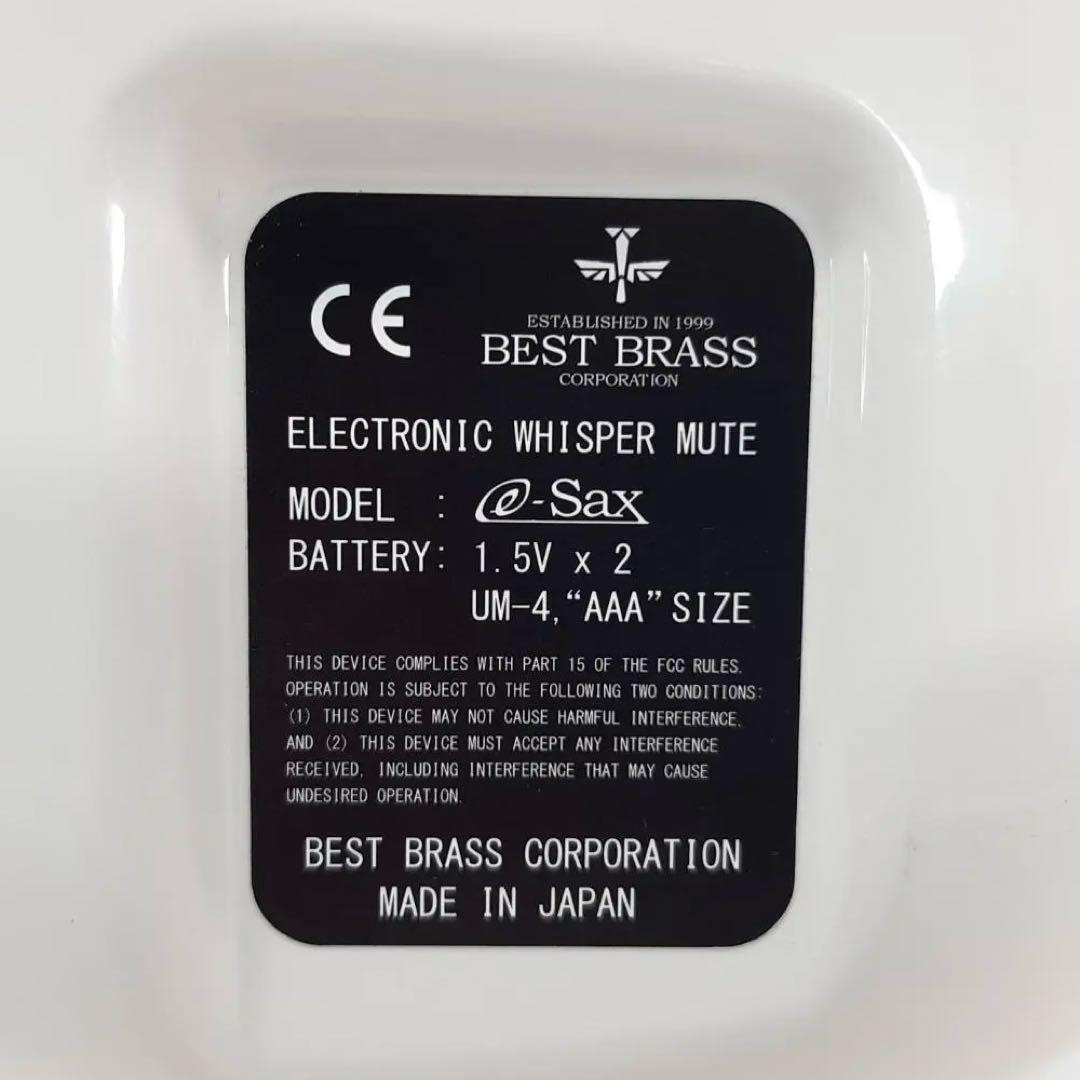 CE
ESTABLISHED IN 1999
BEST BRASS
CORPORATION
ELECTRONIC WHISPER MUTE
MODEL : e-Sax
BATTERY: 1.5V x 2
UM-4, “AAA” SIZE
THIS DEVICE COMPLIES WITH PART 15 OF THE FCC RULES.
OPERATION IS SUBJECT TO THE FOLLOWING TWO CONDITIONS:
(1) THIS DEVICE MAY NOT CAUSE HARMFUL INTERFERENCE,
AND (2) THIS DEVICE MUST ACCEPT ANY INTERFERENCE
RECEIVED, INCLUDING INTERFERENCE THAT MAY CAUSE
UNDESIRED OPERATION.
BEST BRASS CORPORATION
MADE IN JAPAN